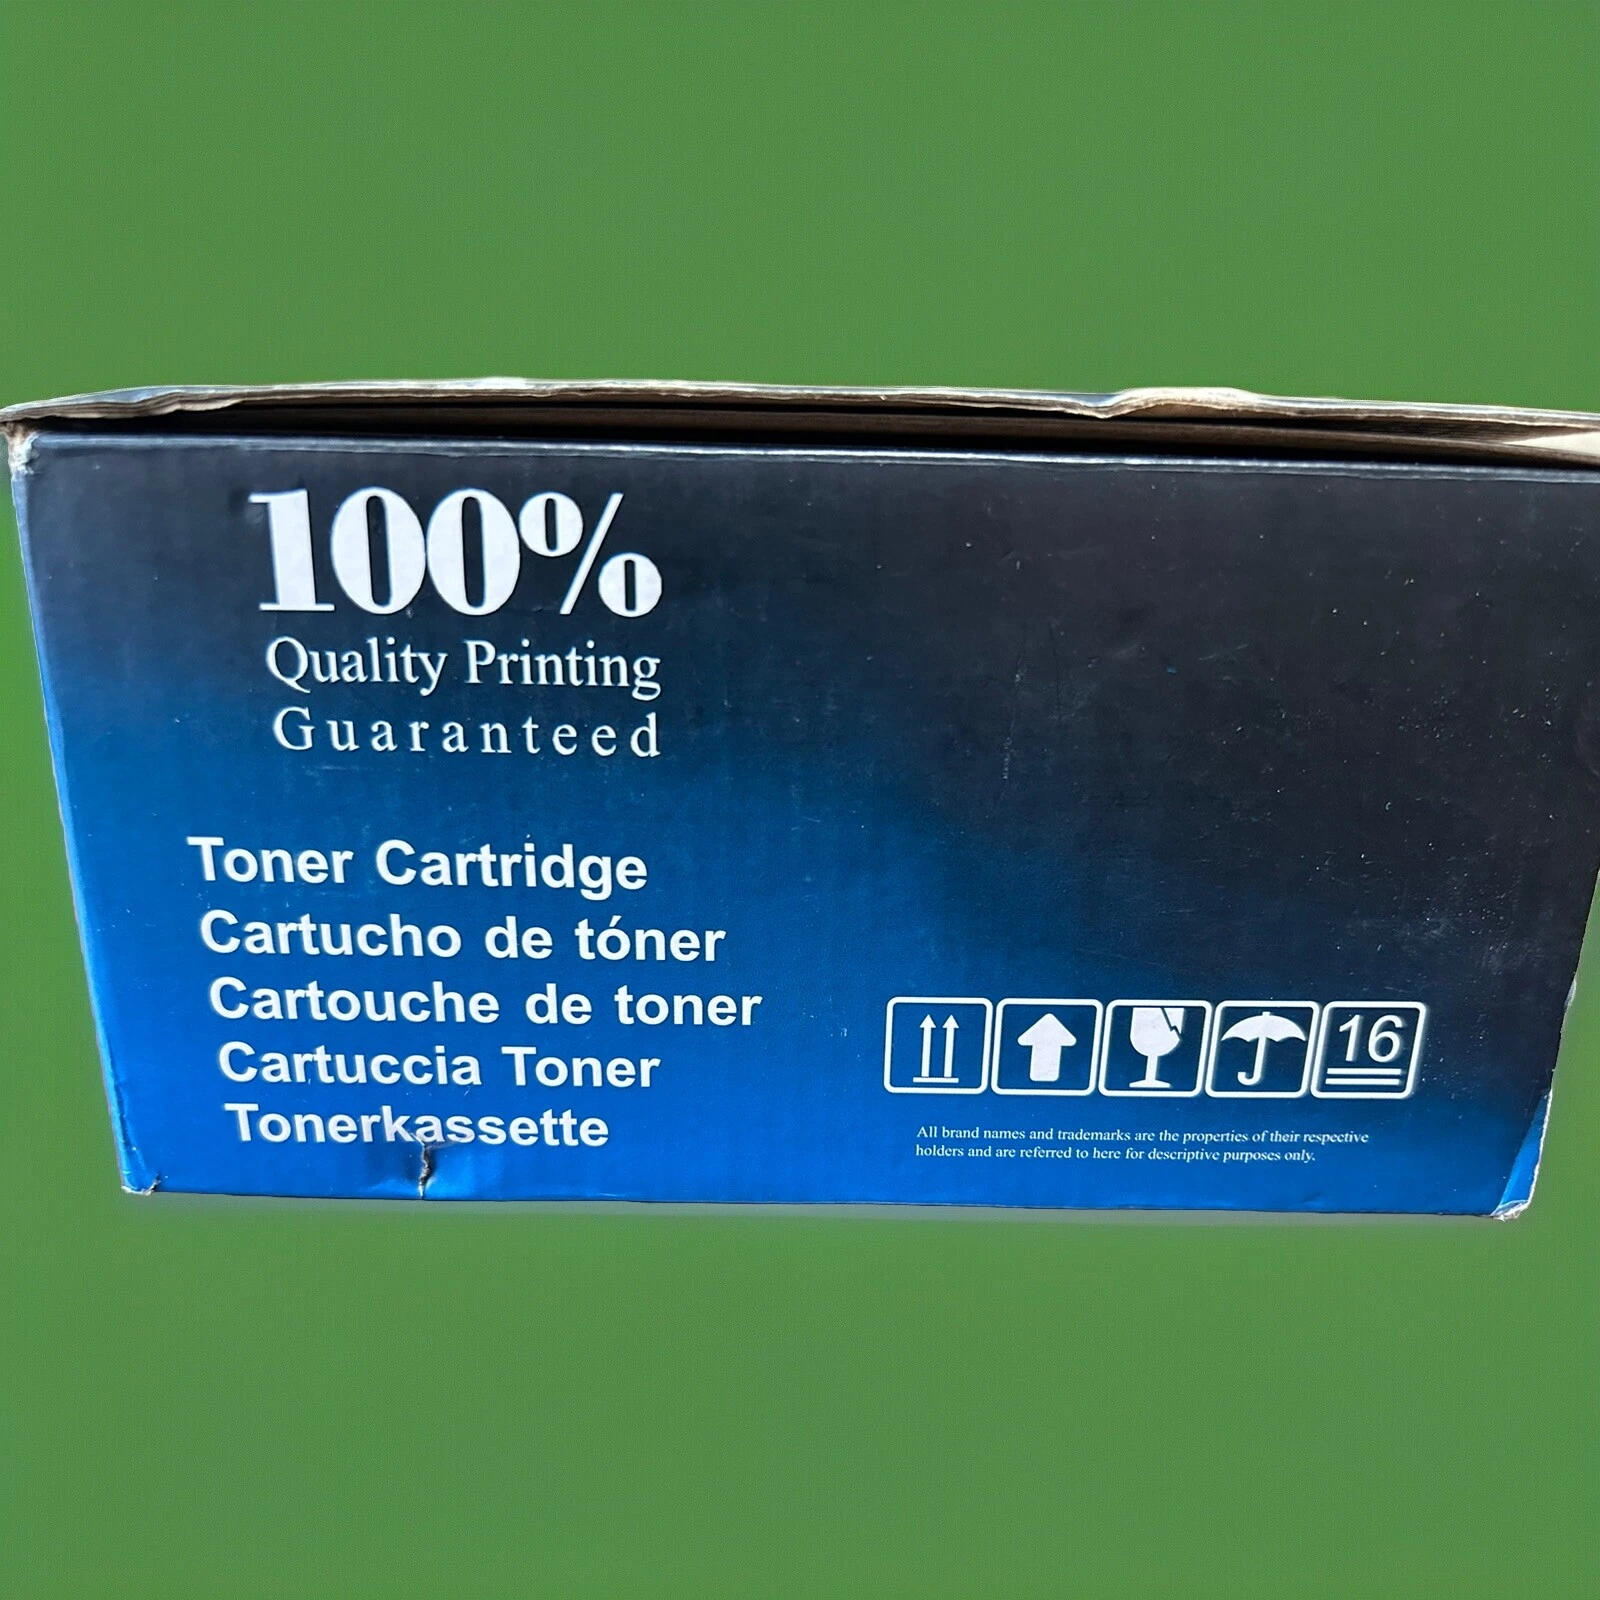 100%
Quality Printing
Guaranteed
Toner Cartridge
Cartucho de tóner
Cartouche de toner
Cartuccia Toner
Tonerkassette
16
All brand names and trademarks are the properties of their respective
holders and are referred to here for descriptive purposes only.